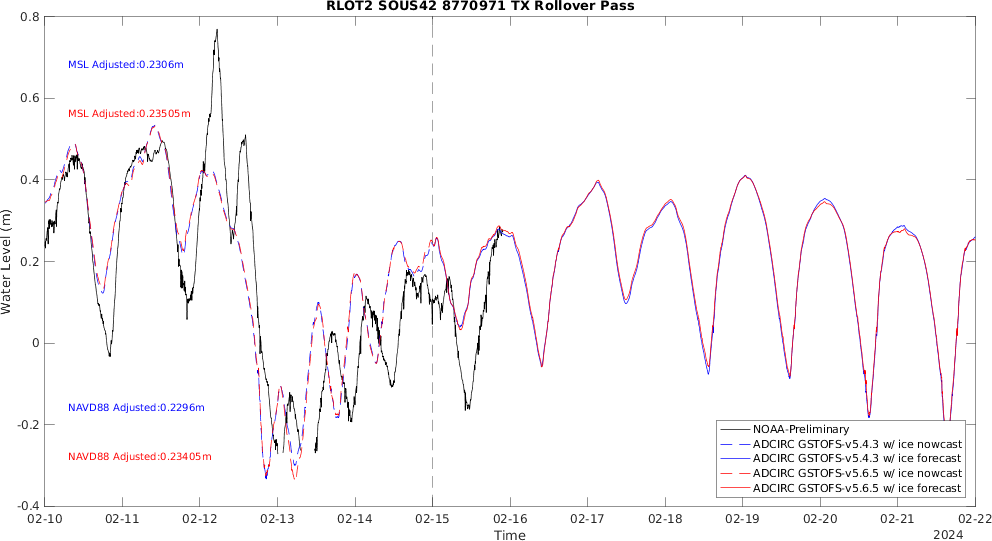 RLOT2 SOUS42 8770971 TX Rollover Pass
0.8
0.6
0.4
0.2
0
-0.2
-0.4
Water Level (m)
MSL Adjusted:0.2306m
MSL Adjusted:0.23505m
NAVD88 Adjusted:0.2296m
NAVD88 Adjusted:0.23405m
NOAA-Preliminary
ADCIRC GSTOFS-v5.4.3 w/ ice nowcast
ADCIRC GSTOFS-v5.4.3 w/ ice forecast
ADCIRC GSTOFS-v5.6.5 w/ ice nowcast
ADCIRC GSTOFS-v5.6.5 w/ ice forecast
02-10 02-11 02-12 02-13 02-14 02-15 02-16 02-17 02-18 02-19 02-20 02-21 02-22
Time
2024